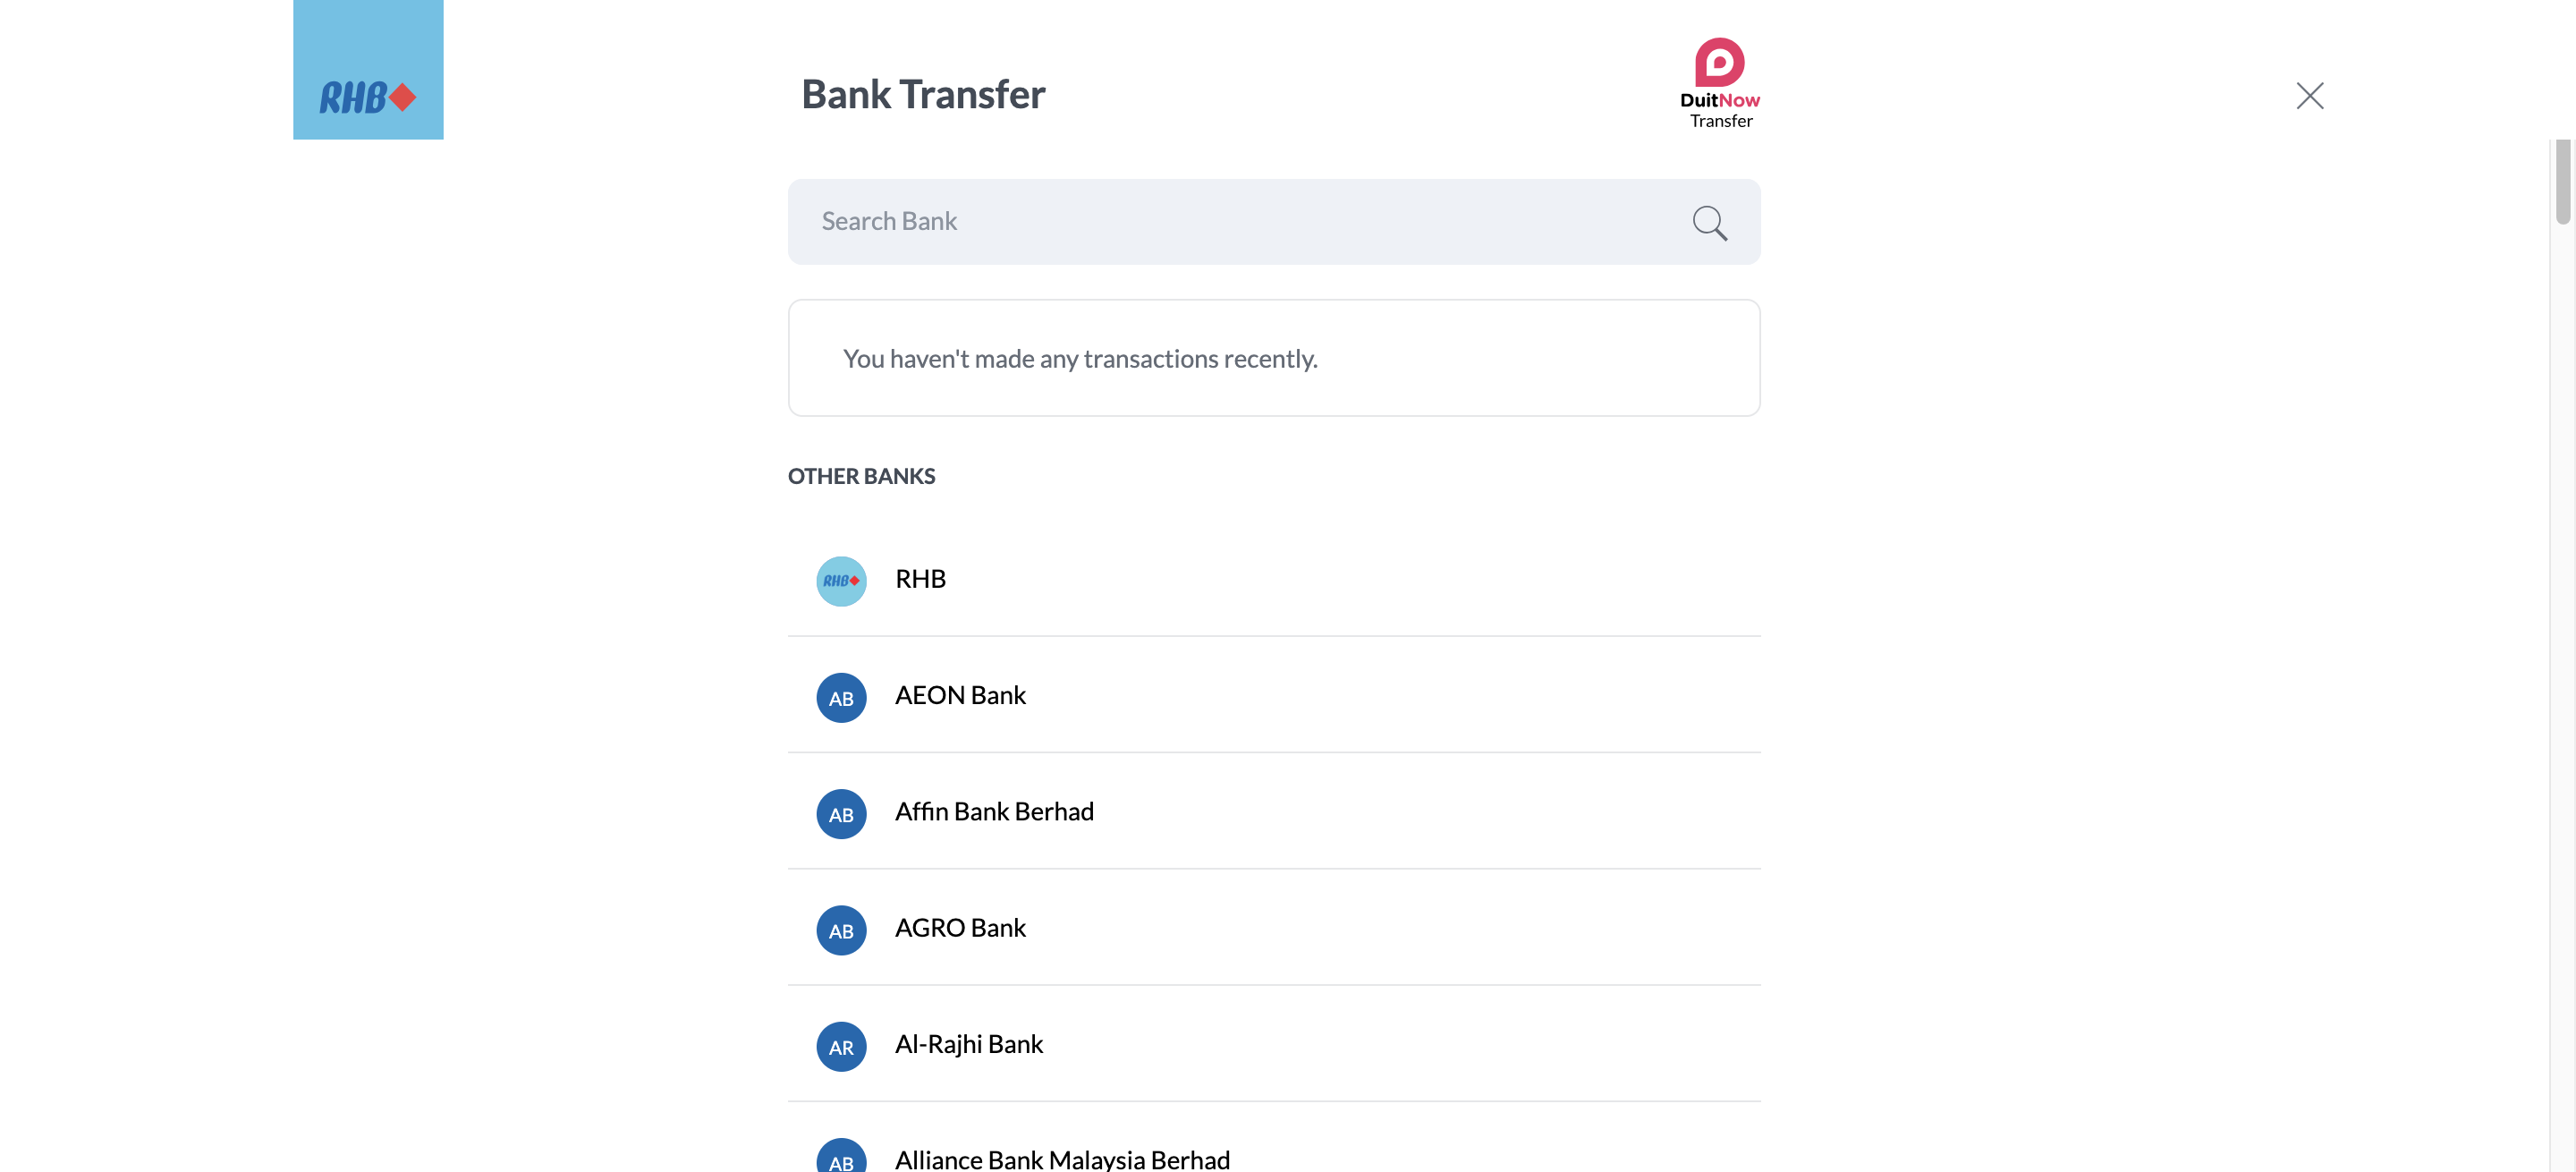 RHB
Bank Transfer
DuitNow
Transfer
Search Bank
You haven't made any transactions recently.
OTHER BANKS
RHB RHB
AB AEON Bank
AB Affin Bank Berhad
AB AGRO Bank
AR Al-Rajhi Bank
AB Alliance Bank Malaysia Berhad